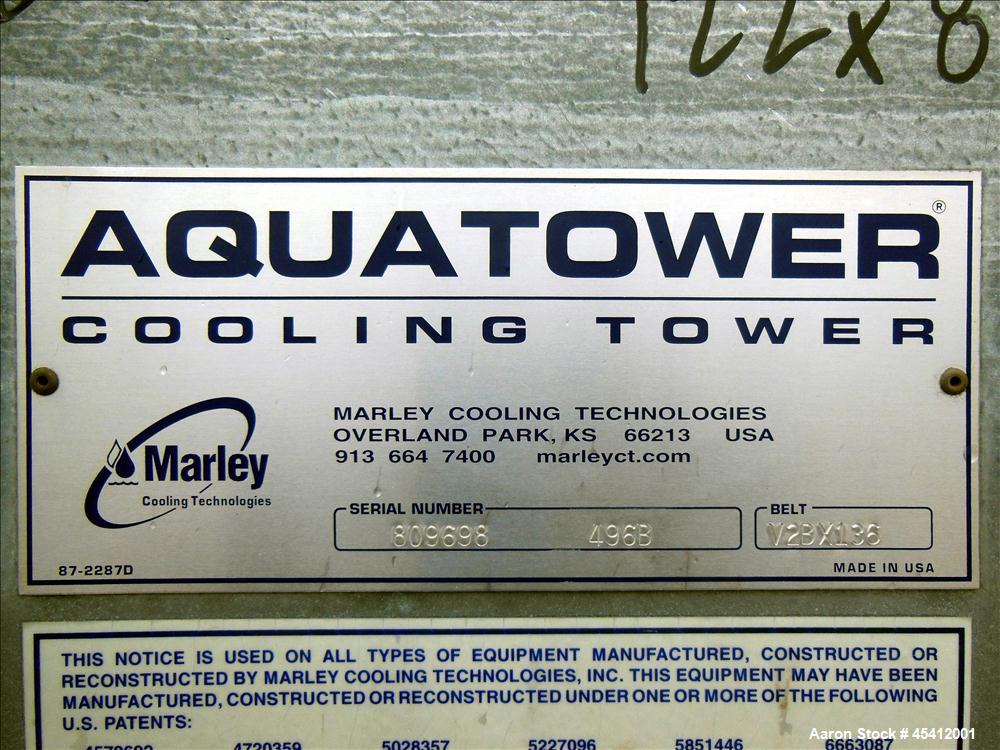 122x8
AQUATOWER®
COOLING TOWER
MARLEY COOLING TECHNOLOGIES
OVERLAND PARK, KS 66213 USA
913 664 7400 marleyct.com
Marley
Cooling Technologies
SERIAL NUMBER
809698 496B
BELT
V2BX136
87-2287D
MADE IN USA
THIS NOTICE IS USED ON ALL TYPES OF EQUIPMENT MANUFACTURED, CONSTRUCTED OR
RECONSTRUCTED BY MARLEY COOLING TECHNOLOGIES, INC. THIS EQUIPMENT MAY HAVE BEEN
MANUFACTURED, CONSTRUCTED OR RECONSTRUCTED UNDER ONE OR MORE OF THE FOLLOWING
U.S. PATENTS:
4720359 5028357 5227096 5851446 6663087
Aaron Stock # 45412001